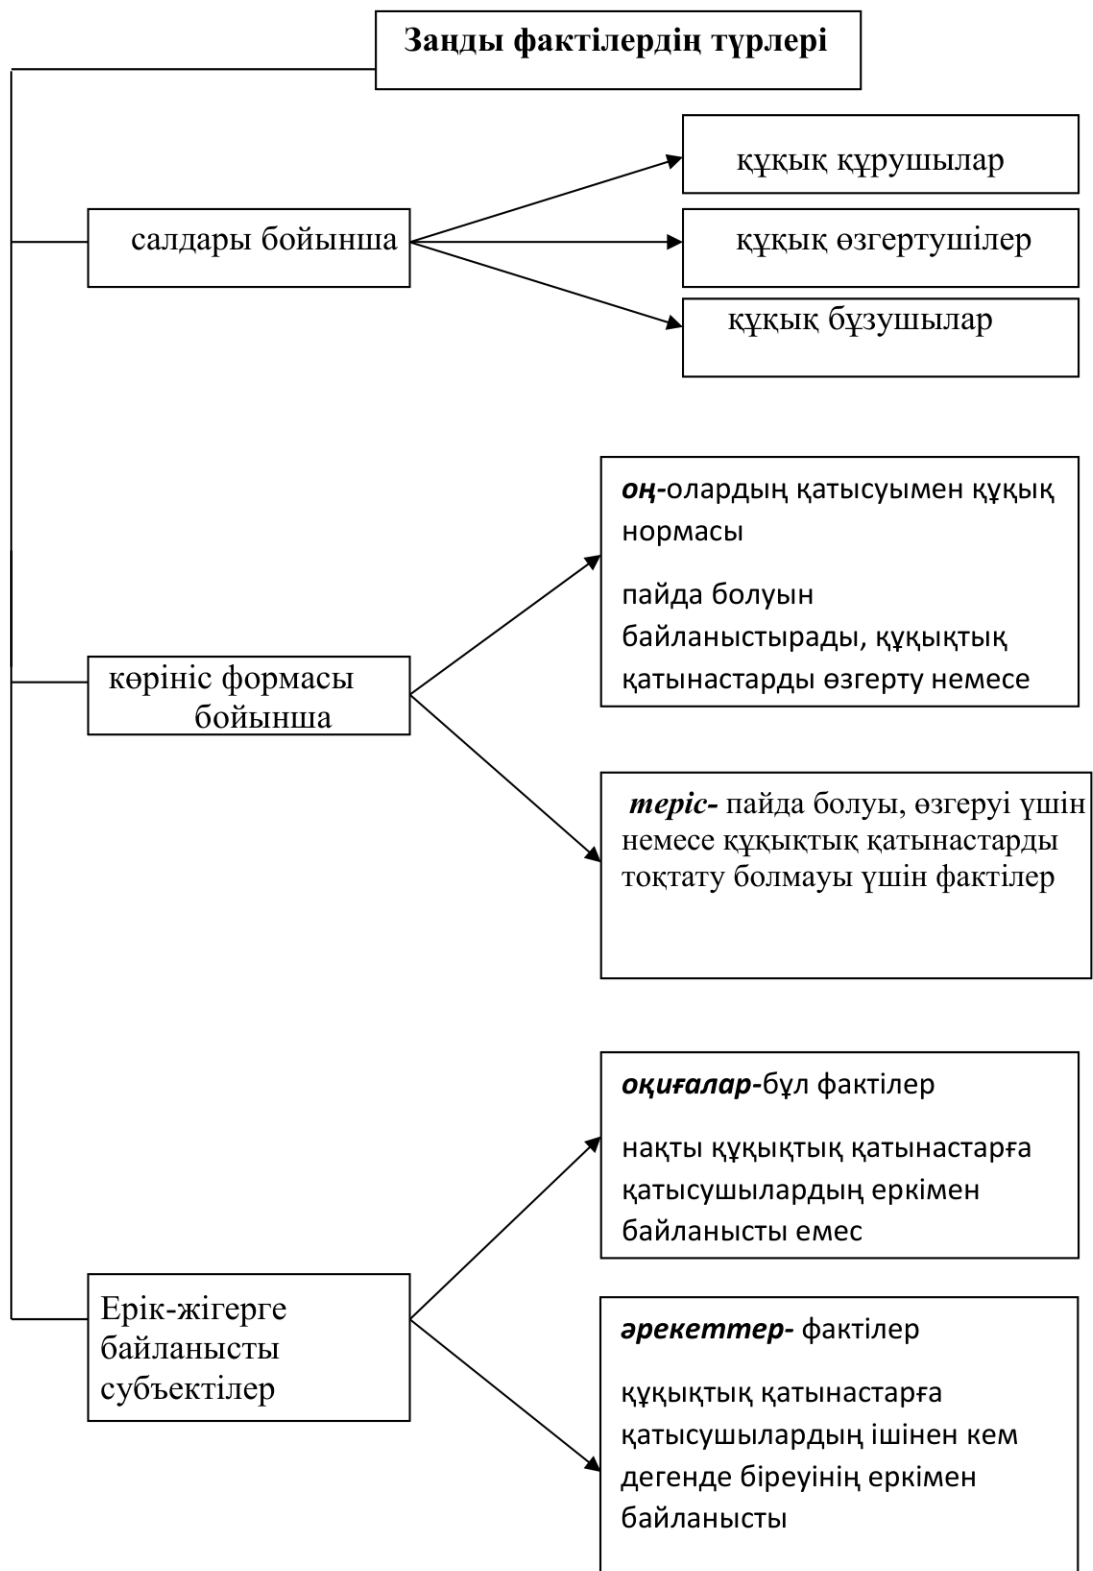 Заңды фактілердің түрлері
құқық құрушылар
салдары бойынша
құқық өзгертушілер
құқық бұзушылар
оң-олардың қатысуымен құқық
нормасы
пайда болуын
байланыстырады, құқықтық
қатынастарды өзгерту немесе
көрініс формасы
бойынша
теріс- пайда болуы, өзгеруі үшін
немесе құқықтық қатынастарды
тоқтату болмауы үшін фактілер
оқиғалар-бұл фактілер
нақты құқықтық қатынастарға
қатысушылардың еркімен
байланысты емес
Ерік-жігерге
байланысты
субъектілер
әрекеттер- фактілер
құқықтық қатынастарға
қатысушылардың ішінен кем
дегенде біреуінің еркімен
байланысты